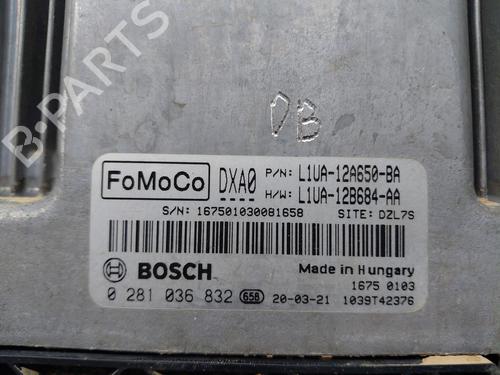 B-PARTS
DB
FoMoCo DXA0 P/N: L1UA-12A650-BA
H/W: L1UA-12B684-AA
S/N: 167501030081658 SITE: DZL7S
BOSCH Made in Hungary
1675 0103
0 281 036 832 658 20-03-21 1039T42376